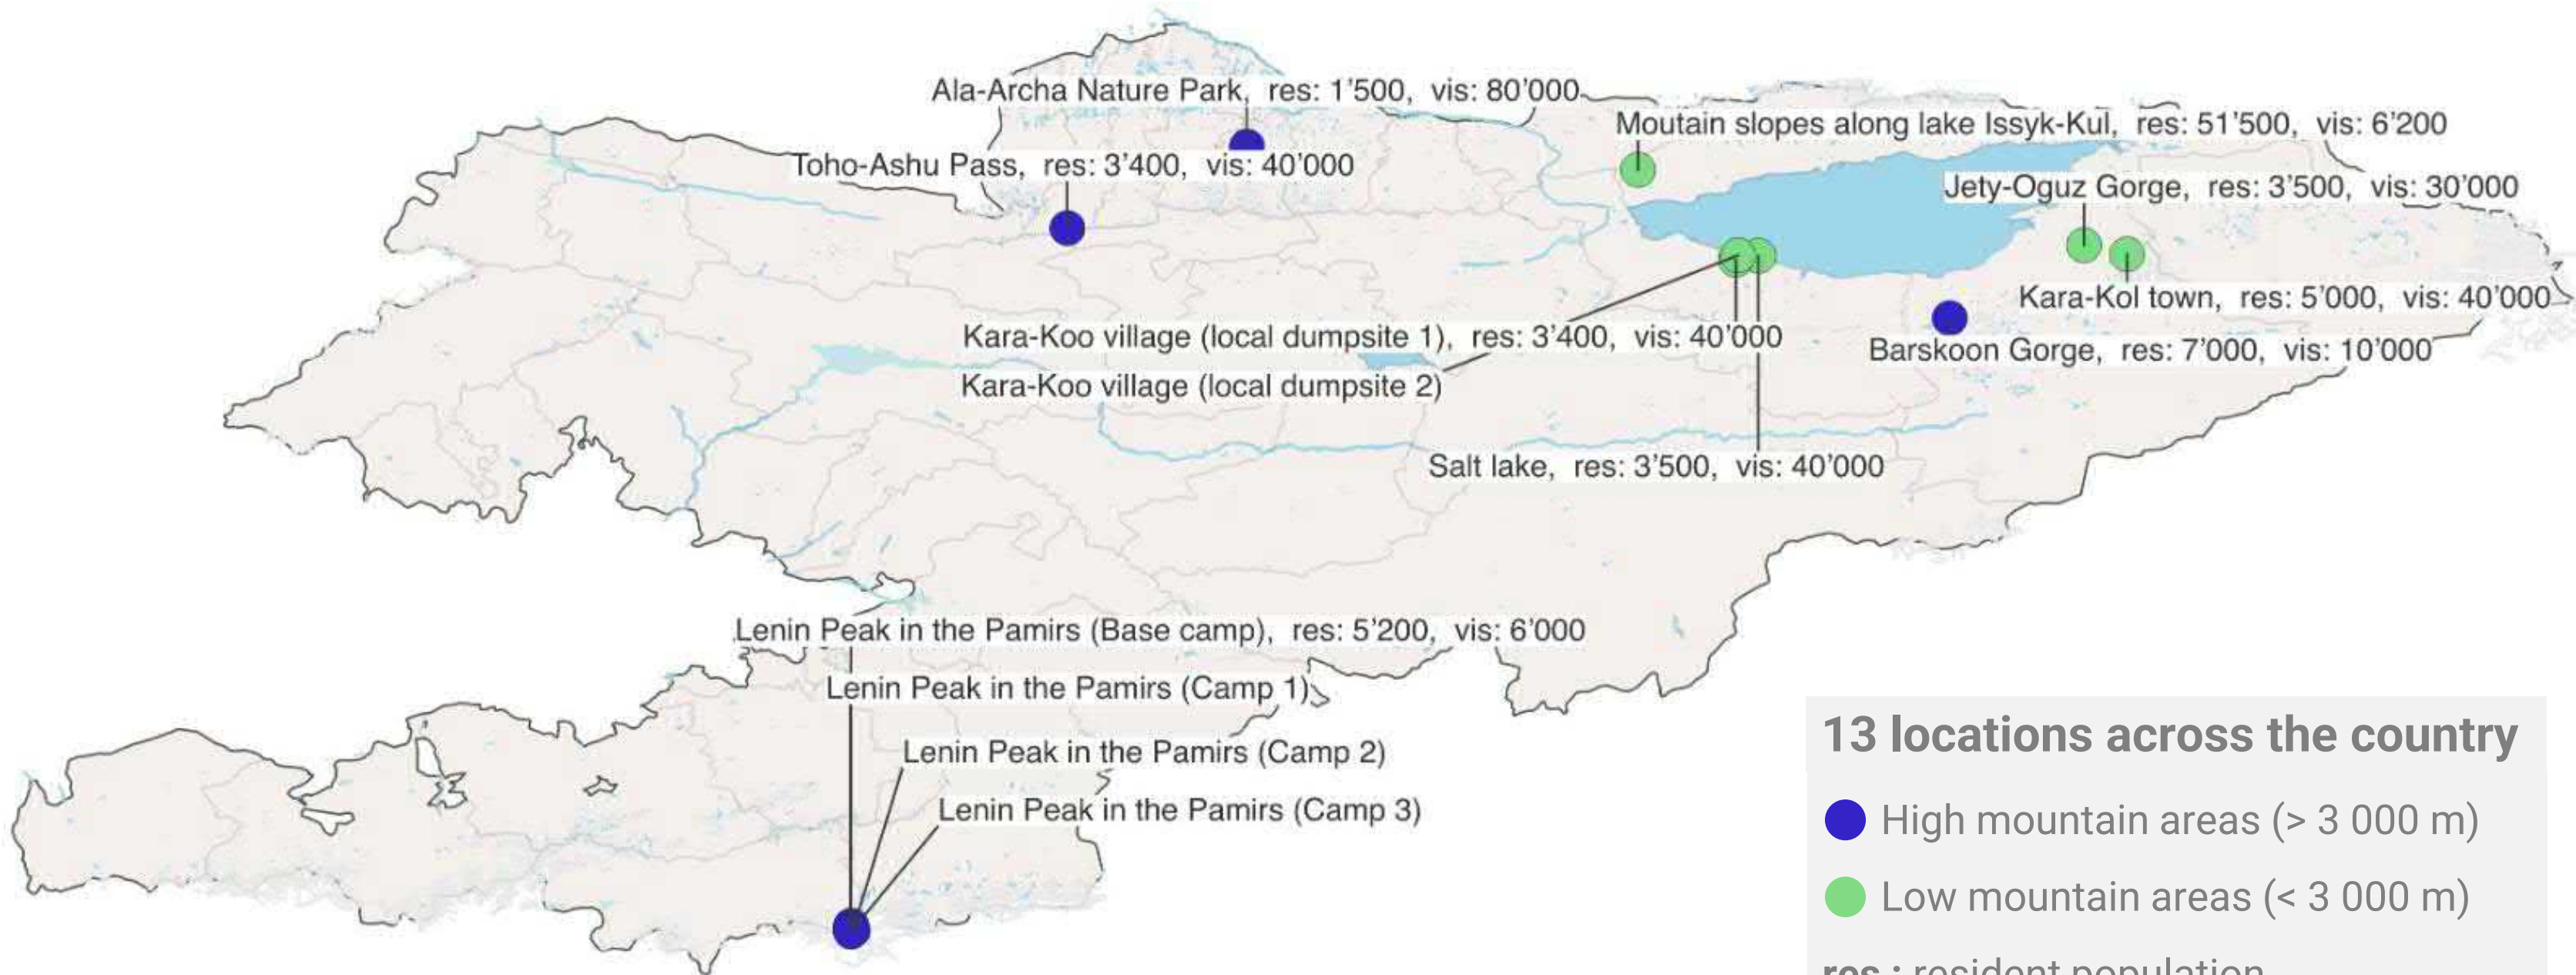 Ala-Archa Nature Park, res: 1’500, vis: 80’000
Moutain slopes along lake Issyk-Kul, res: 51’500, vis: 6’200
Toho-Ashu Pass, res: 3’400, vis: 40’000
Jety-Oguz Gorge, res: 3’500, vis: 30’000
Kara-Kol town, res: 5’000, vis: 40’000
Kara-Koo village (local dumpsite 1), res: 3’400, vis: 40’000
Barskoon Gorge, res: 7’000, vis: 10’000
Kara-Koo village (local dumpsite 2)
Salt lake, res: 3’500, vis: 40’000
Lenin Peak in the Pamirs (Base camp), res: 5’200, vis: 6’000
Lenin Peak in the Pamirs (Camp 1)
Lenin Peak in the Pamirs (Camp 2)
Lenin Peak in the Pamirs (Camp 3)
13 locations across the country
High mountain areas (> 3 000 m)
Low mountain areas (< 3 000 m)
res : resident population